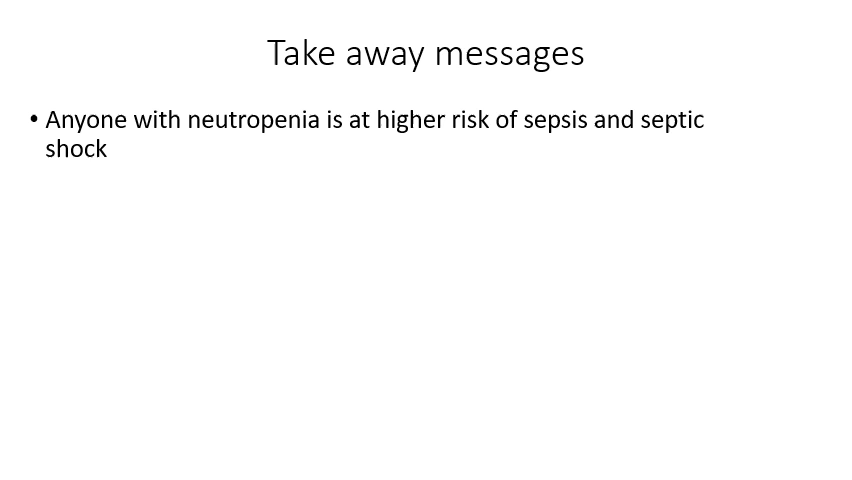 Take away messages
• Anyone with neutropenia is at higher risk of sepsis and septic
shock